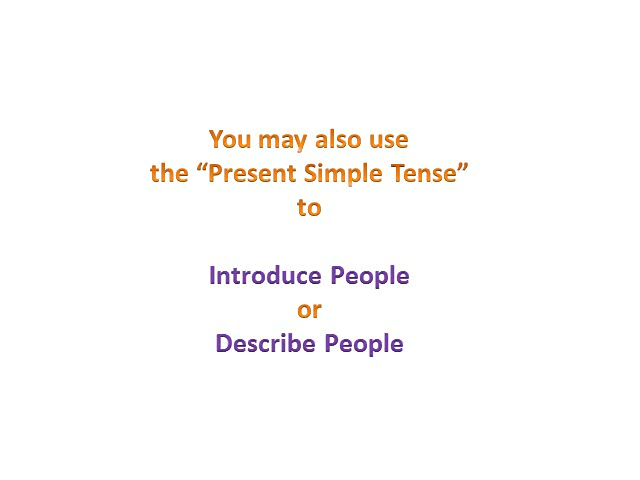 You may also use
the “Present Simple Tense”
to
Introduce People
or
Describe People